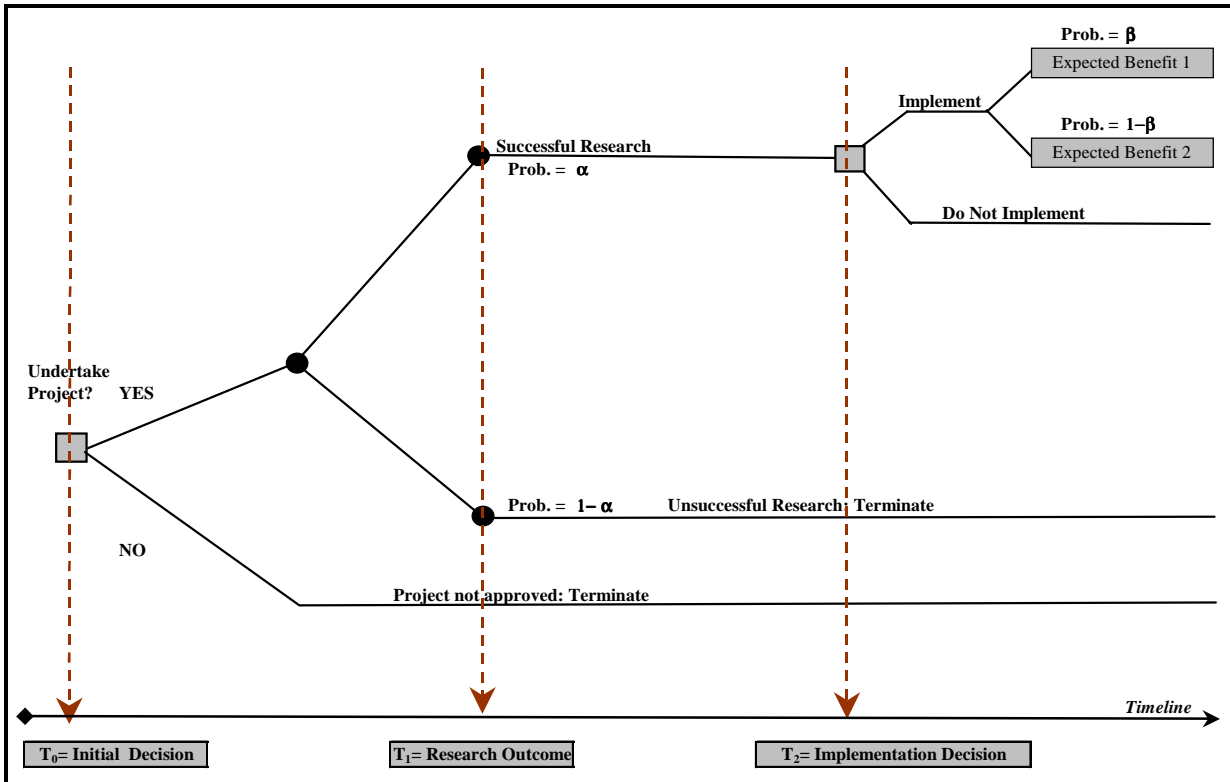 Prob. = β
Expected Benefit 1
Implement
Prob. = 1−β
Expected Benefit 2
Successful Research
Prob. = α
Do Not Implement
Undertake
Project? YES
Prob. = 1− α Unsuccessful Research: Terminate
NO
Project not approved: Terminate
Timeline
T₀= Initial Decision
T₁= Research Outcome
T₂= Implementation Decision